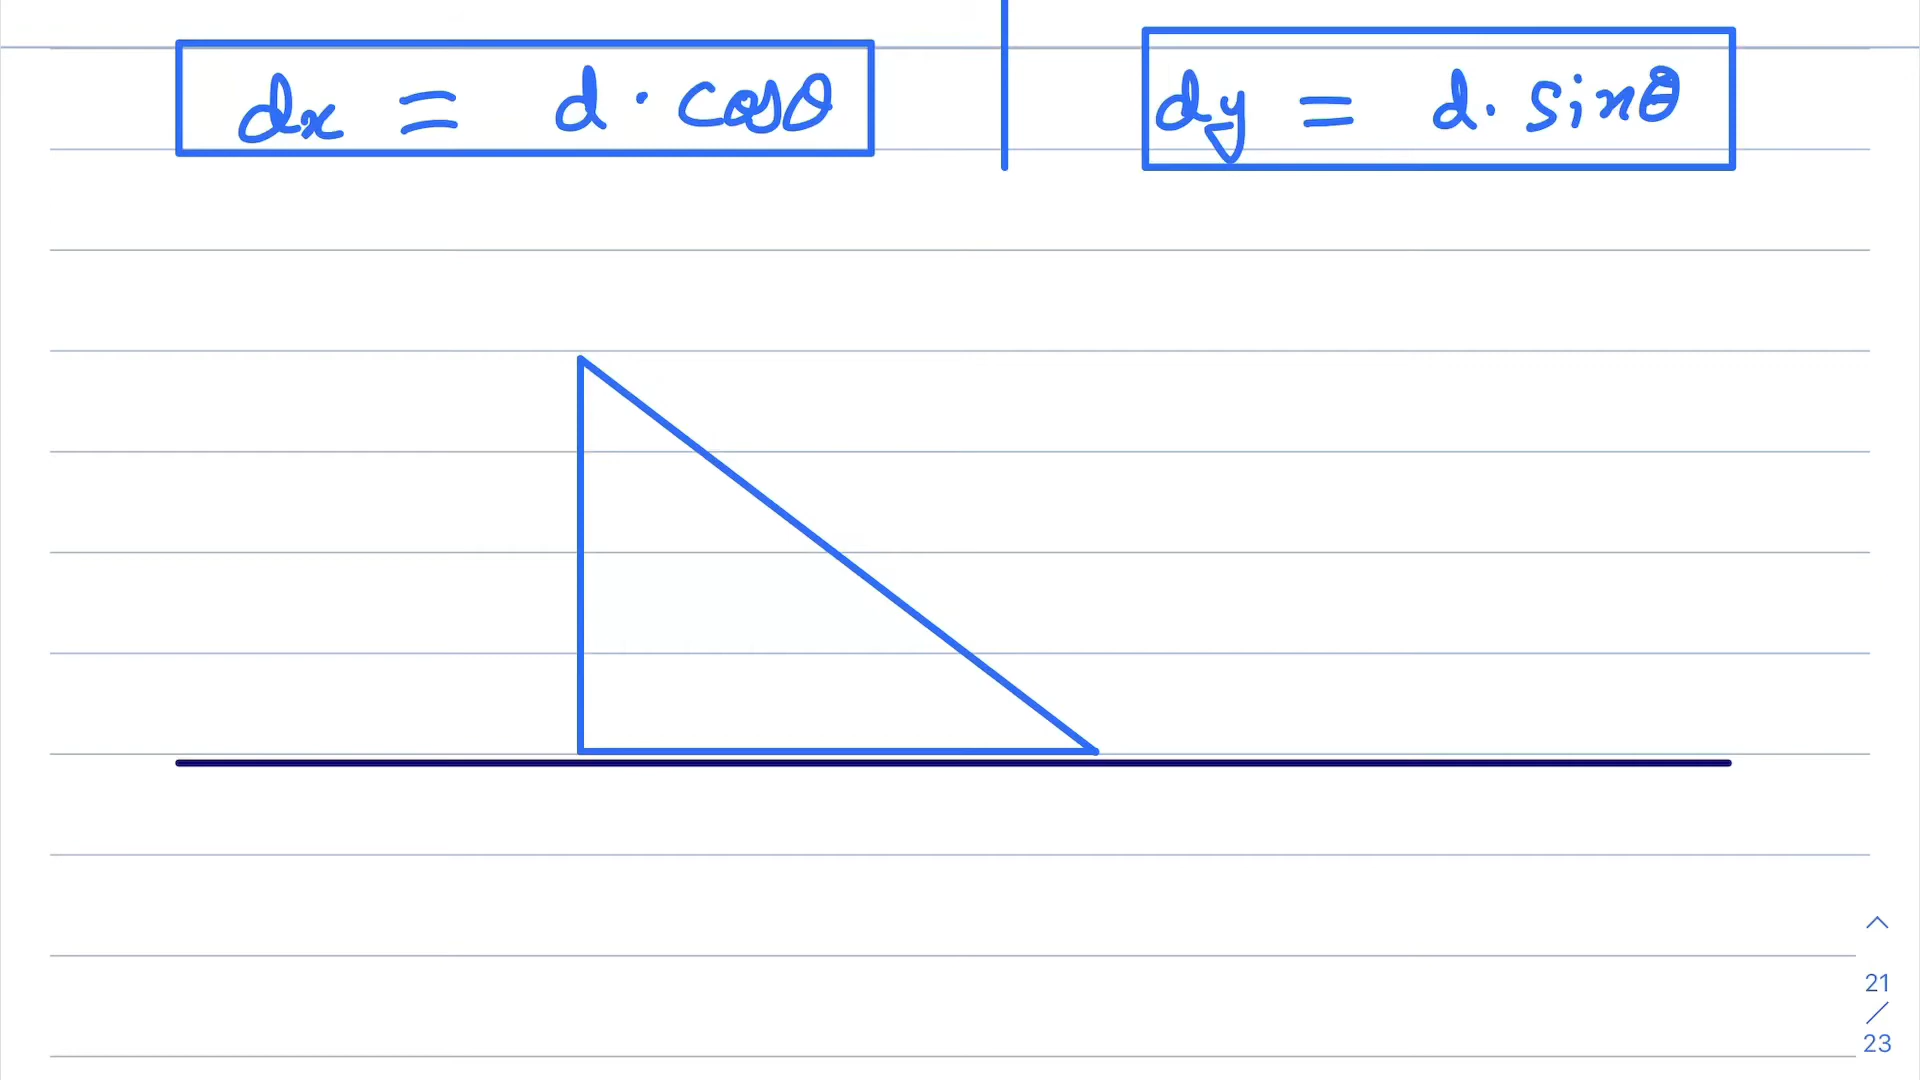 dx = d · cosθ
dy = d · sinθ
21
/
23